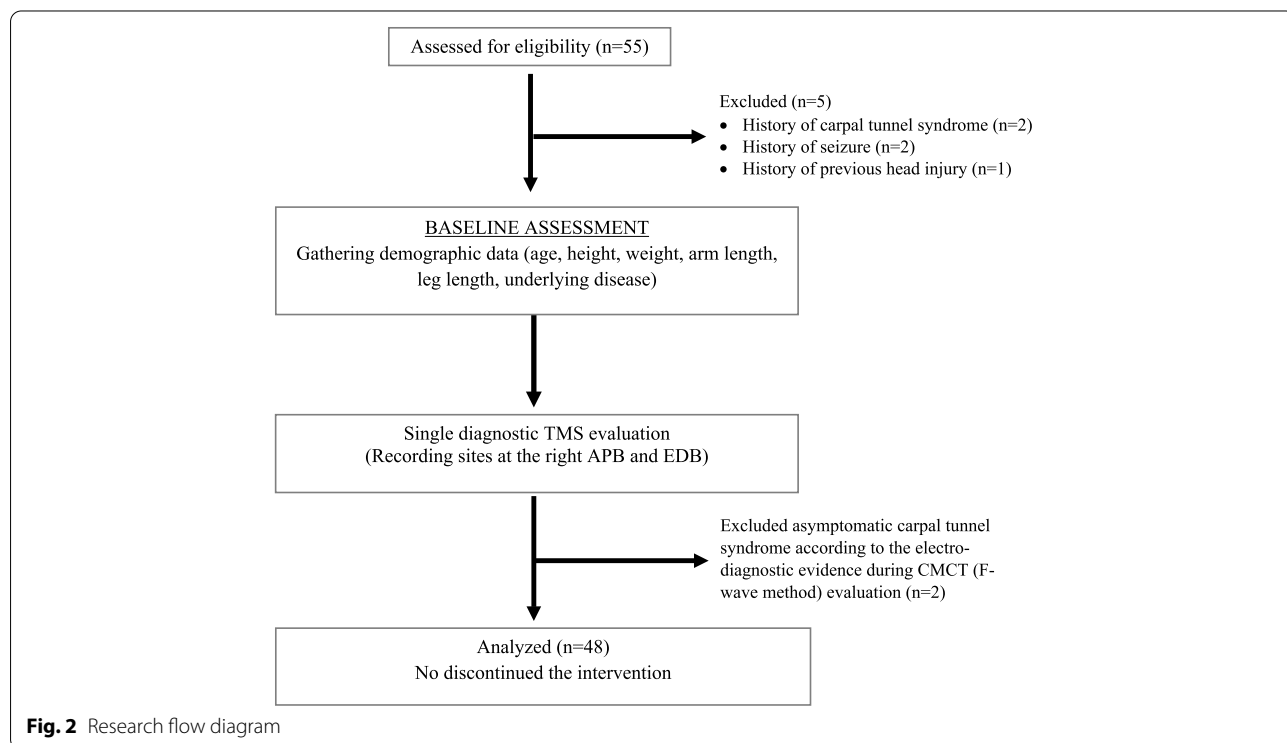 Assessed for eligibility (n=55)
Excluded (n=5)
• History of carpal tunnel syndrome (n=2)
• History of seizure (n=2)
• History of previous head injury (n=1)
BASELINE ASSESSMENT
Gathering demographic data (age, height, weight, arm length,
leg length, underlying disease)
Single diagnostic TMS evaluation
(Recording sites at the right APB and EDB)
Excluded asymptomatic carpal tunnel
syndrome according to the electro-
diagnostic evidence during CMCT (F-
wave method) evaluation (n=2)
Analyzed (n=48)
No discontinued the intervention
Fig. 2 Research flow diagram